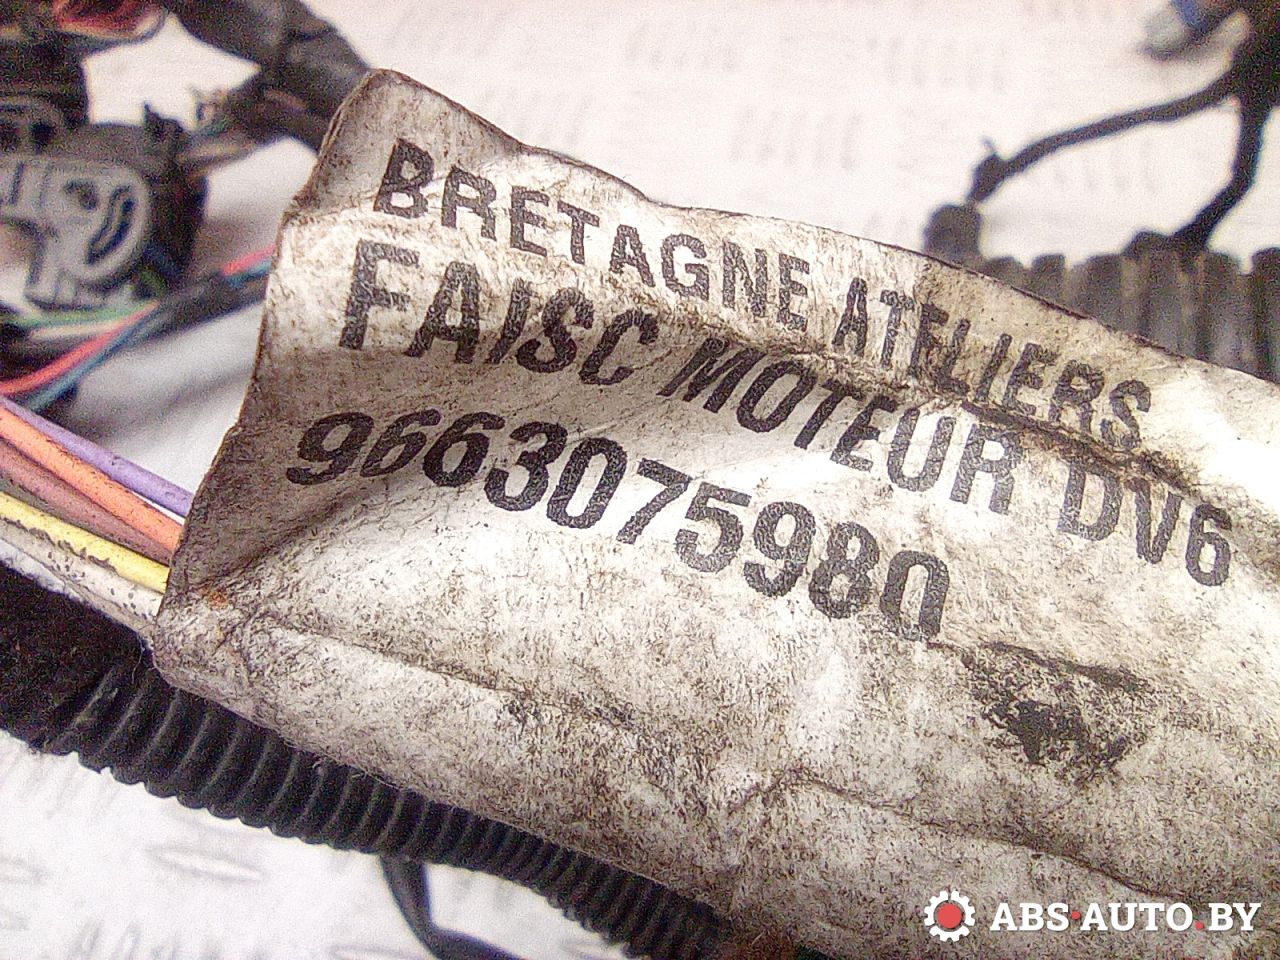 BRETAGNE ATELIERS
FAISC MOTEUR DV6
9663075980
ABS·AUTO.BY